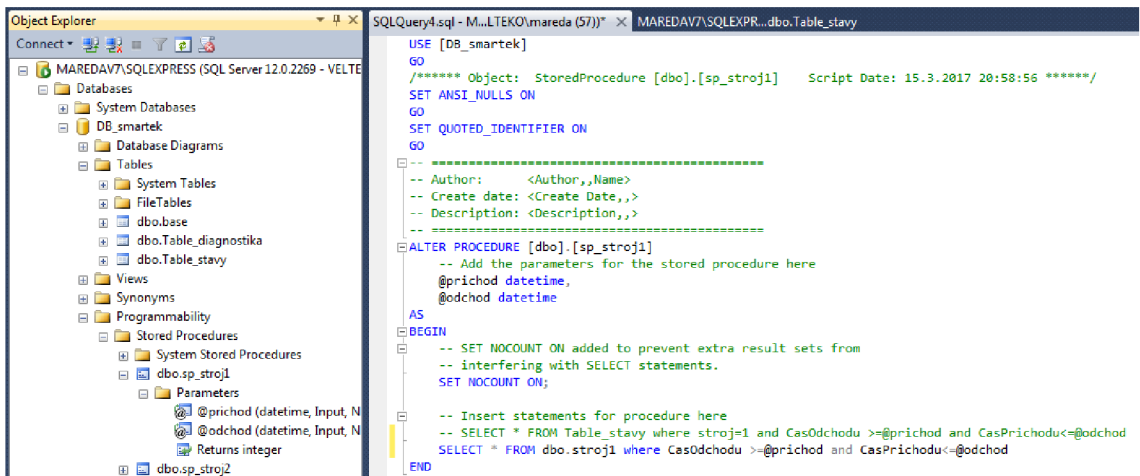 Object Explorer
Connect
MAREDAV7\SQLEXPRESS (SQL Server 12.0.2269 - VELTE
Databases
System Databases
DB_smartek
Database Diagrams
Tables
System Tables
FileTables
dbo.base
dbo.Table_diagnostika
dbo.Table_stavy
Views
Synonyms
Programmability
Stored Procedures
System Stored Procedures
dbo.sp_stroj1
Parameters
@prichod (datetime, Input, N
@odchod (datetime, Input, N
Returns integer
dbo.sp_stroj2
SQLQuery4.sql - M...LTEKO\mareda (57))* MAREDAV7\SQLEXPR...dbo.Table_stavy
USE [DB_smartek]
GO
/****** Object: StoredProcedure [dbo].[sp_stroj1] Script Date: 15.3.2017 20:58:56 ******/
SET ANSI_NULLS ON
GO
SET QUOTED_IDENTIFIER ON
GO
-- =============================================
-- Author: <Author,,Name>
-- Create date: <Create Date,,>
-- Description: <Description,,>
-- =============================================
ALTER PROCEDURE [dbo].[sp_stroj1]
-- Add the parameters for the stored procedure here
@prichod datetime,
@odchod datetime
AS
BEGIN
-- SET NOCOUNT ON added to prevent extra result sets from
-- interfering with SELECT statements.
SET NOCOUNT ON;
-- Insert statements for procedure here
-- SELECT * FROM Table_stavy where stroj=1 and CasOdchodu >=@prichod and CasPrichodu<=@odchod
SELECT * FROM dbo.stroj1 where CasOdchodu >=@prichod and CasPrichodu<=@odchod
END